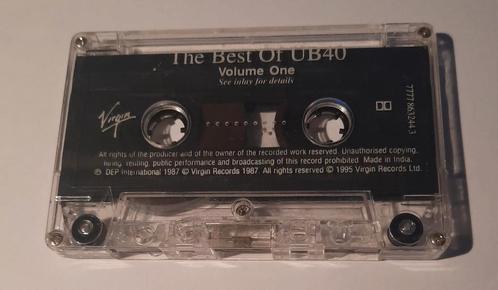 The Best Of UB40
Volume One
See inlay for details
Virgin
7777 863244 3
All rights of the producer and of the owner of the recorded work reserved. Unauthorised copying,
hiring, renting, public performance and broadcasting of this record prohibited. Made in India.
℗ DEP International 1987 © Virgin Records 1987. All rights reserved © 1995 Virgin Records Ltd.